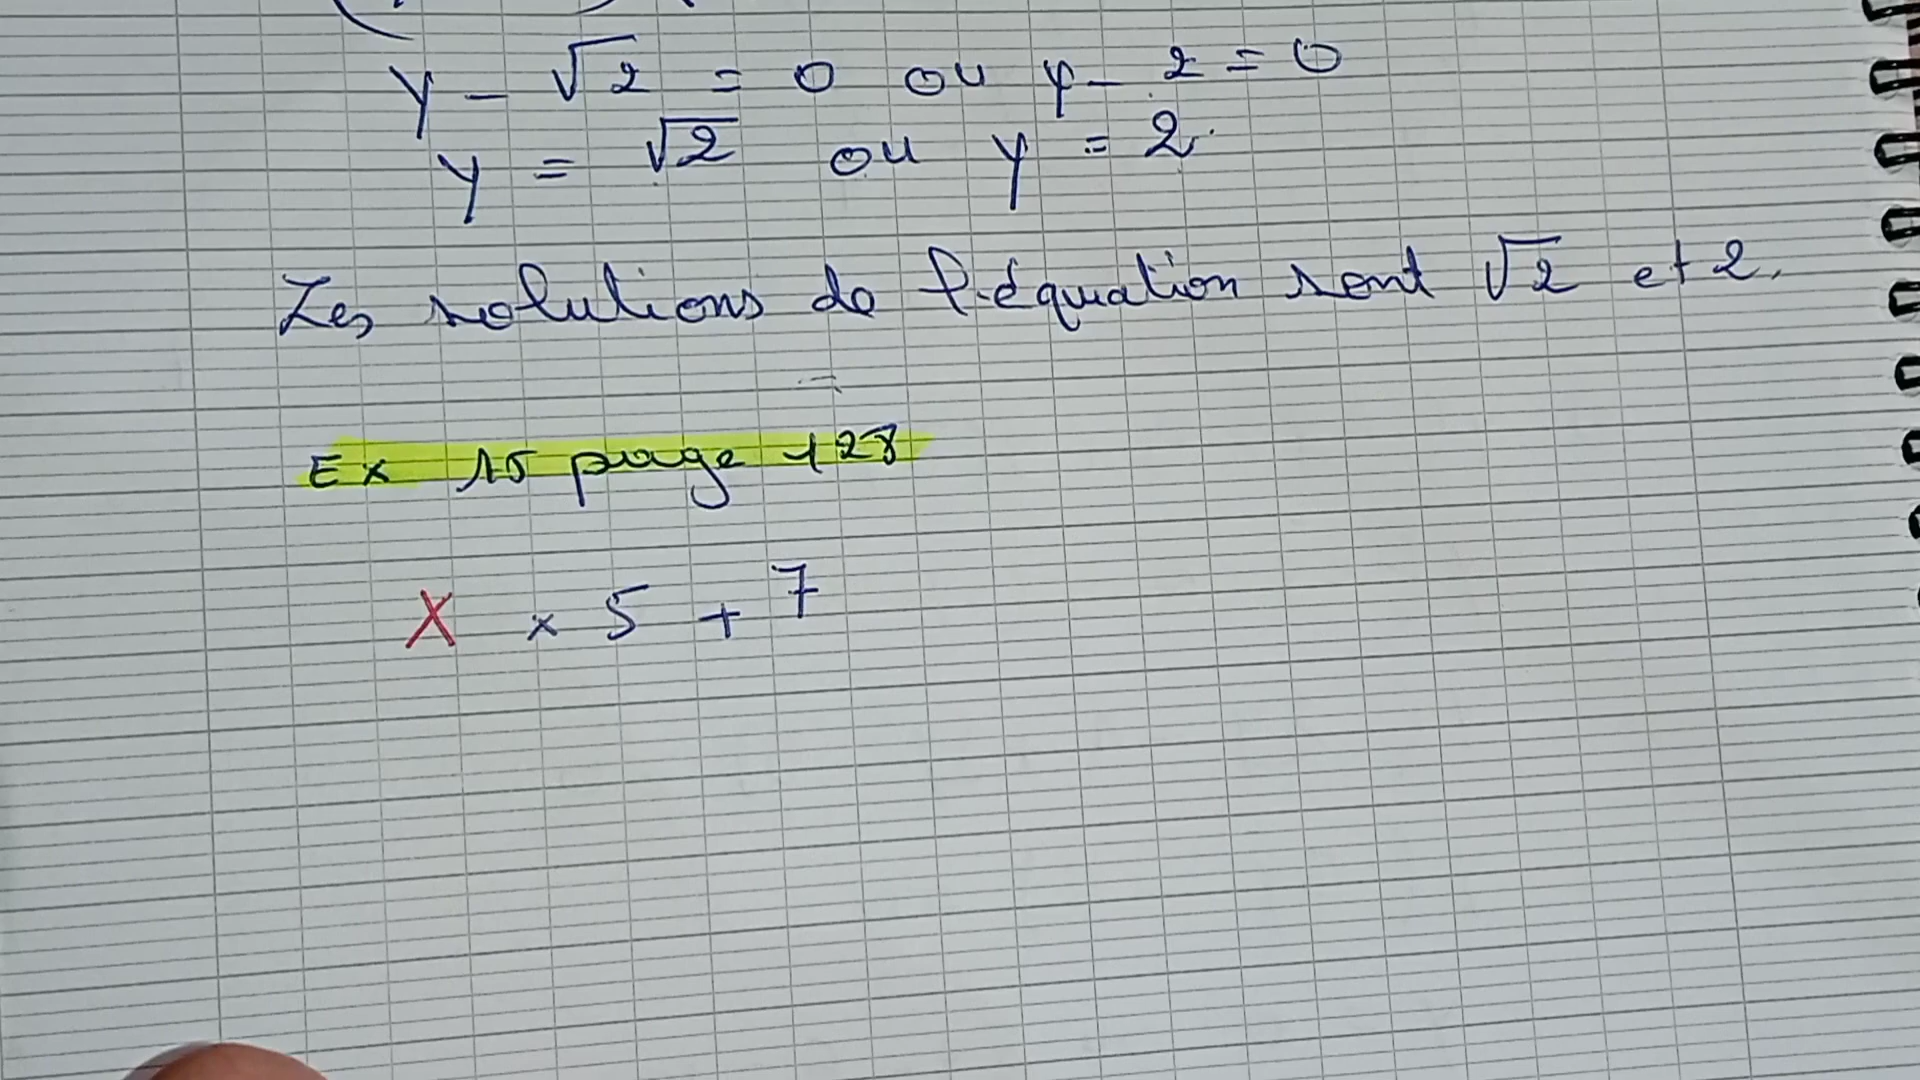 y - √2 = 0 ou y - 2 = 0
y = √2 ou y = 2
Les solutions de l'équation sont √2 et 2.
Ex 15 page 128
X × 5 + 7